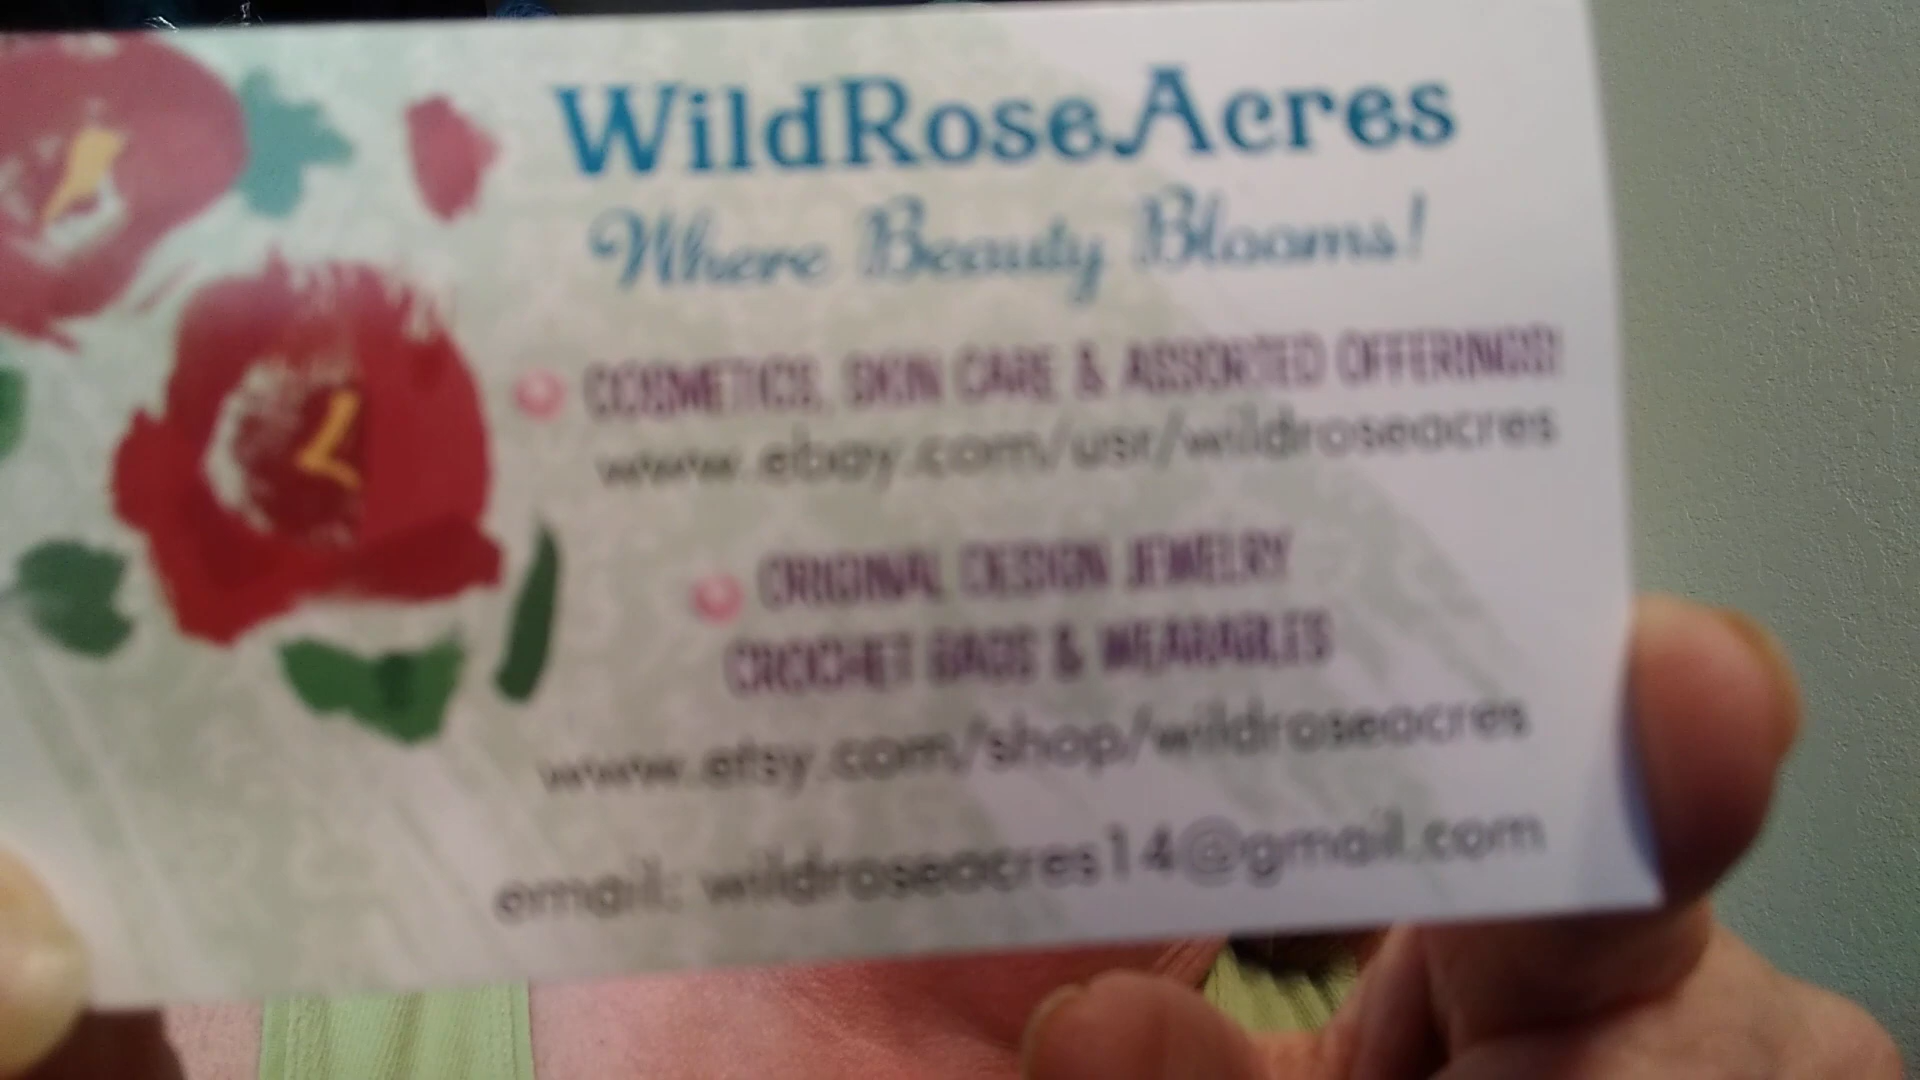 WildRoseAcres
Where Beauty Blooms!
COSMETICS, SKIN CARE & ASSORTED OFFERINGS!
www.ebay.com/usr/wildroseacres
ORIGINAL DESIGN JEWELRY
CROCHET BAGS & WEARABLES
www.etsy.com/shop/wildroseacres
email: wildroseacres14@gmail.com